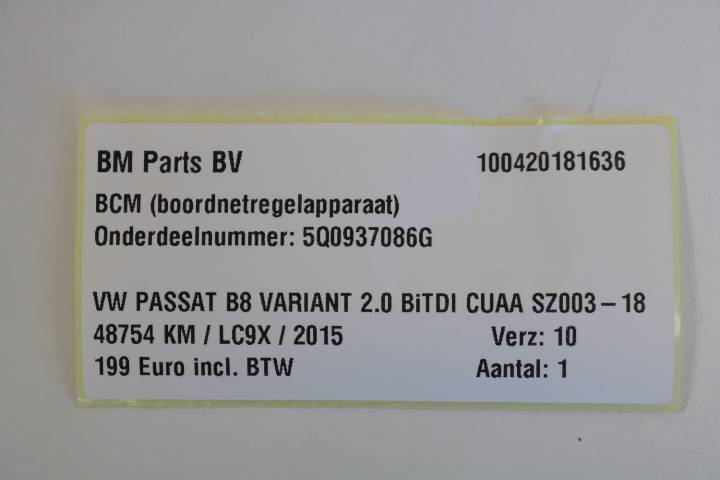 BM Parts BV 100420181636
BCM (boordnetregelapparaat)
Onderdeelnummer: 5Q0937086G
VW PASSAT B8 VARIANT 2.0 BiTDI CUAA SZ003-18
48754 KM / LC9X / 2015 Verz: 10
199 Euro incl. BTW Aantal: 1